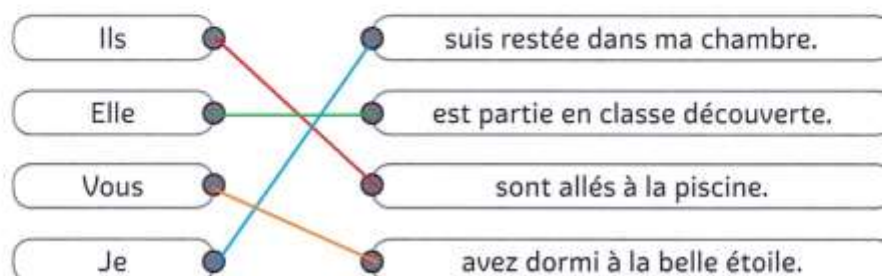 Ils suis restée dans ma chambre.
Elle est partie en classe découverte.
Vous sont allés à la piscine.
Je avez dormi à la belle étoile.